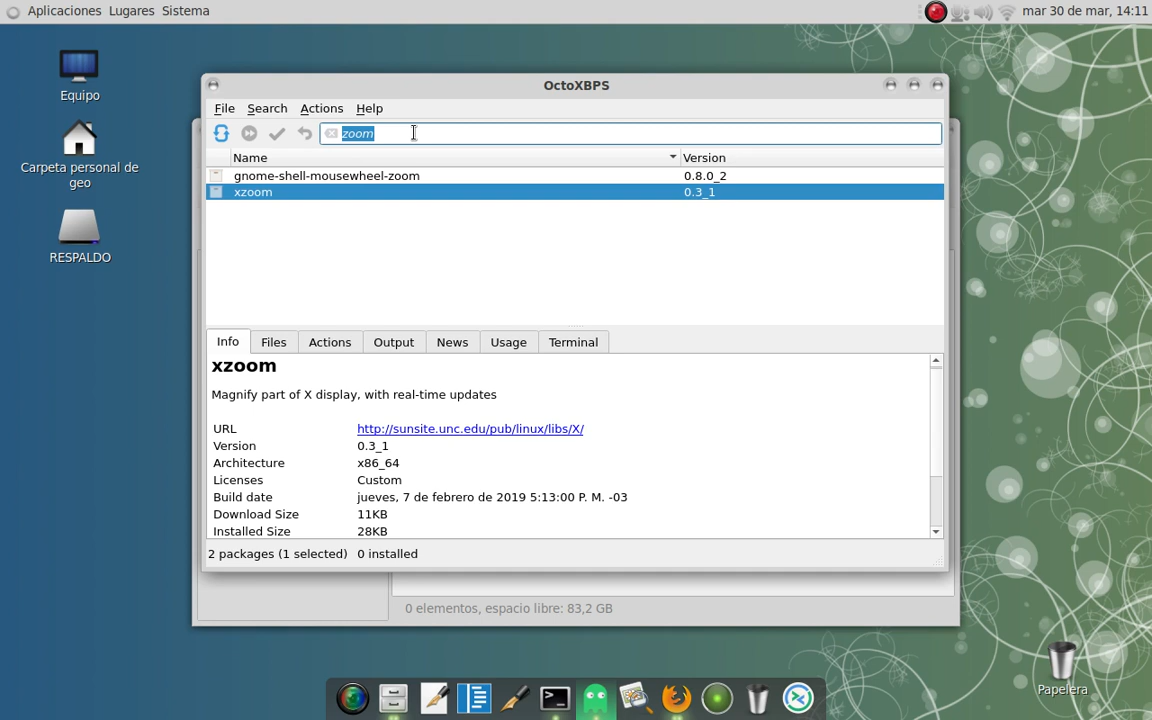 Aplicaciones Lugares Sistema
mar 30 de mar, 14:11
Equipo
Carpeta personal de
geo
RESPALDO
OctoXBPS
File Search Actions Help
zoom
Name Version
gnome-shell-mousewheel-zoom 0.8.0_2
xzoom 0.3_1
Info Files Actions Output News Usage Terminal
xzoom
Magnify part of X display, with real-time updates
URL http://sunsite.unc.edu/pub/linux/libs/X/
Version 0.3_1
Architecture x86_64
Licenses Custom
Build date jueves, 7 de febrero de 2019 5:13:00 P. M. -03
Download Size 11KB
Installed Size 28KB
2 packages (1 selected) 0 installed
0 elementos, espacio libre: 83,2 GB
Papelera